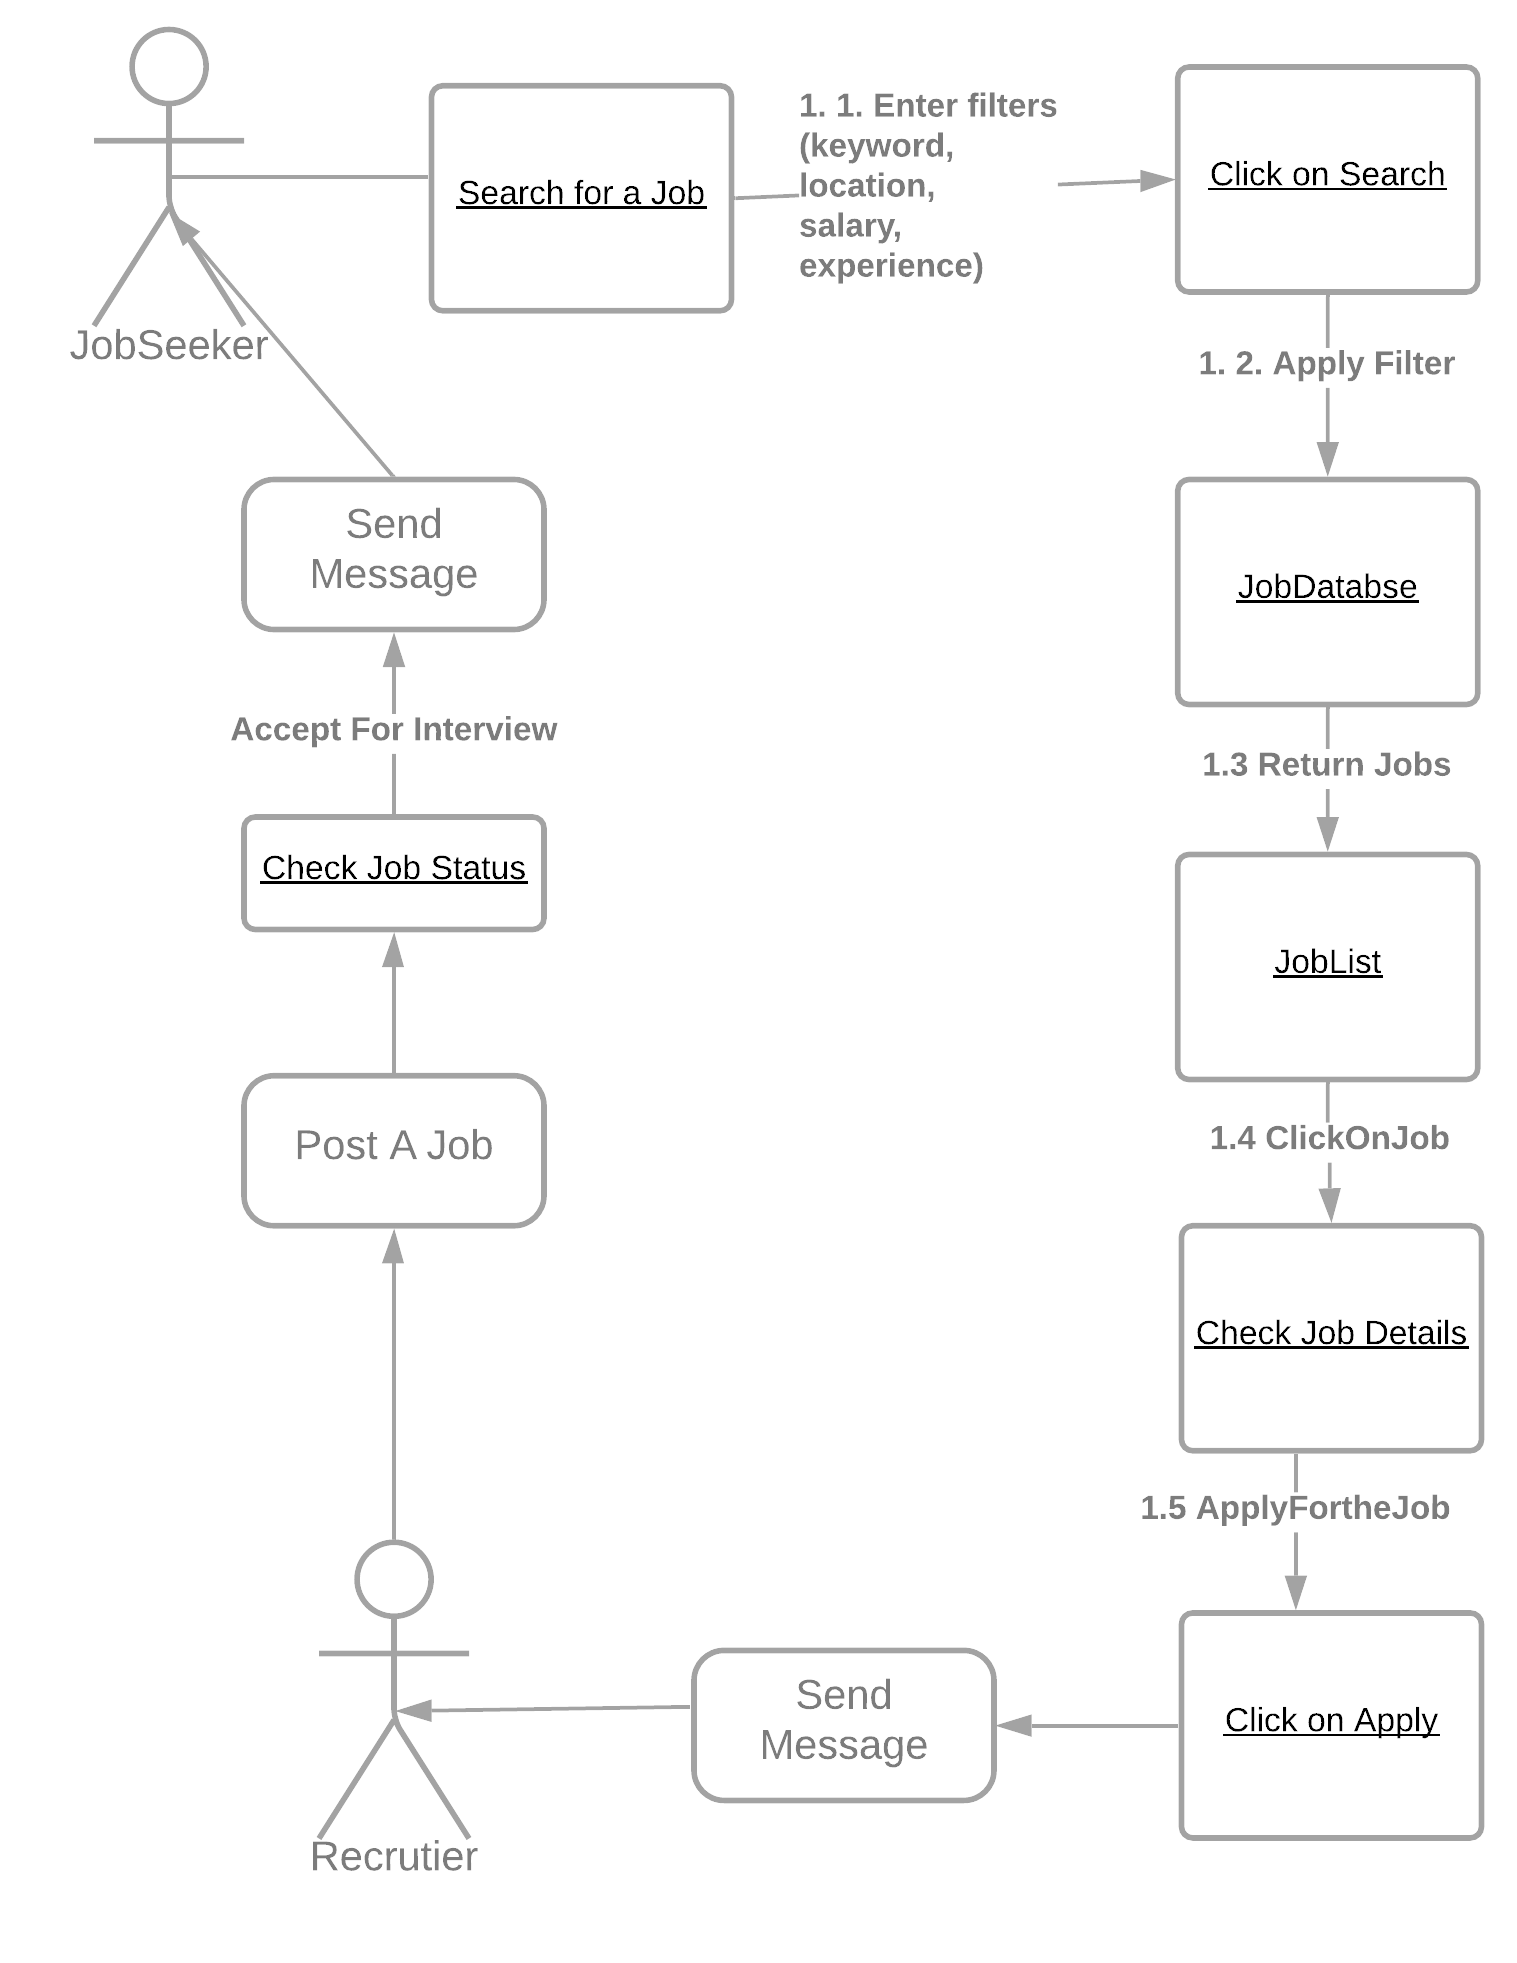 JobSeeker
Search for a Job
1. 1. Enter filters
(keyword,
location,
salary,
experience)
Click on Search
1. 2. Apply Filter
JobDatabse
1.3 Return Jobs
JobList
1.4 ClickOnJob
Check Job Details
1.5 ApplyFortheJob
Click on Apply
Send
Message
Recrutier
Post A Job
Check Job Status
Accept For Interview
Send
Message